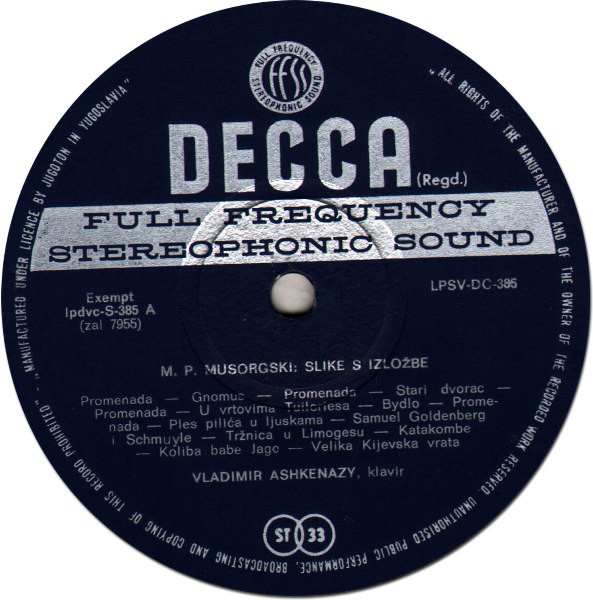 FULL FREQUENCY
ffss
STEREOPHONIC SOUND
DECCA
(Regd.)
FULL FREQUENCY
STEREOPHONIC SOUND
Exempt
lpdvc-S-385 A
(zal 7955)
LPSV-DC-385
M. P. MUSORGSKI: SLIKE S IZLOŽBE
Promenada — Gnomus — Promenada — Stari dvorac —
Promenada — U vrtovima Tuileriesa — Bydlo — Prome-
nada — Ples pilića u ljuskama — Samuel Goldenberg
i Schmuyle — Tržnica u Limogesu — Katakombe
— Koliba babe Jage — Velika Kijevska vrata
VLADIMIR ASHKENAZY, klavir
ST 33
„ ALL RIGHTS OF THE MANUFACTURER AND OF THE OWNER OF THE RECORDED WORK RESERVED UNAUTHORISED PUBLIC PERFORMANCE, BROADCASTING AND COPYING OF THIS RECORD PROHIBITED" -„ MANUFACTURED UNDER LICENCE BY JUGOTON IN YUGOSLAVIA"